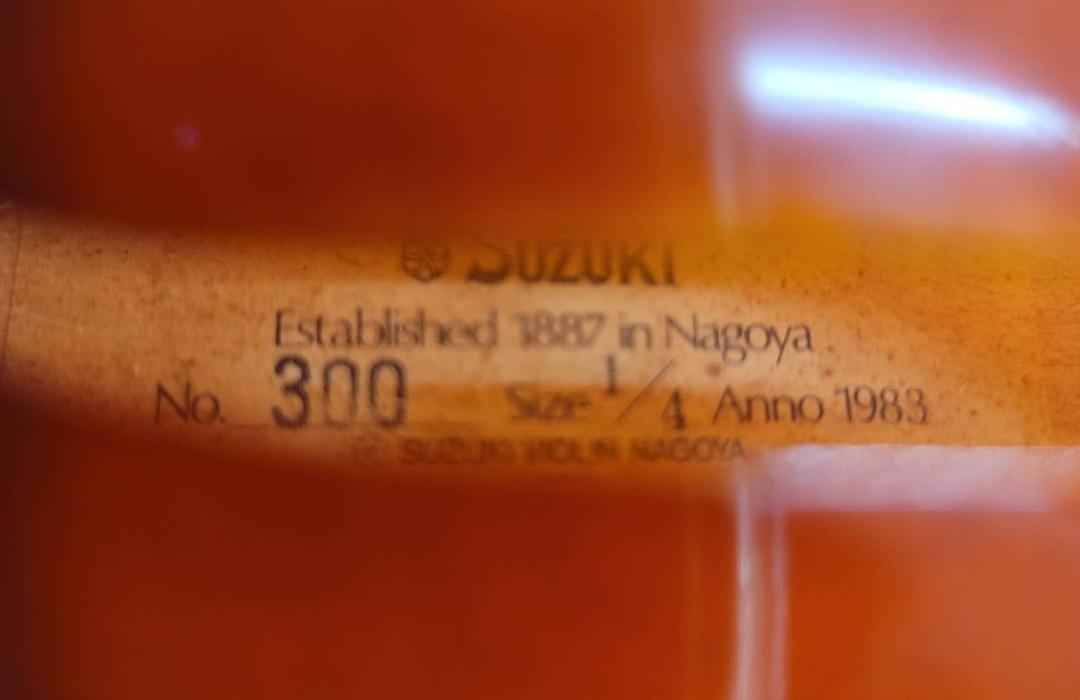 SUZUKI
Established 1887 in Nagoya
No. 300 Size 1/4 Anno 1983
SUZUKI VIOLIN NAGOYA